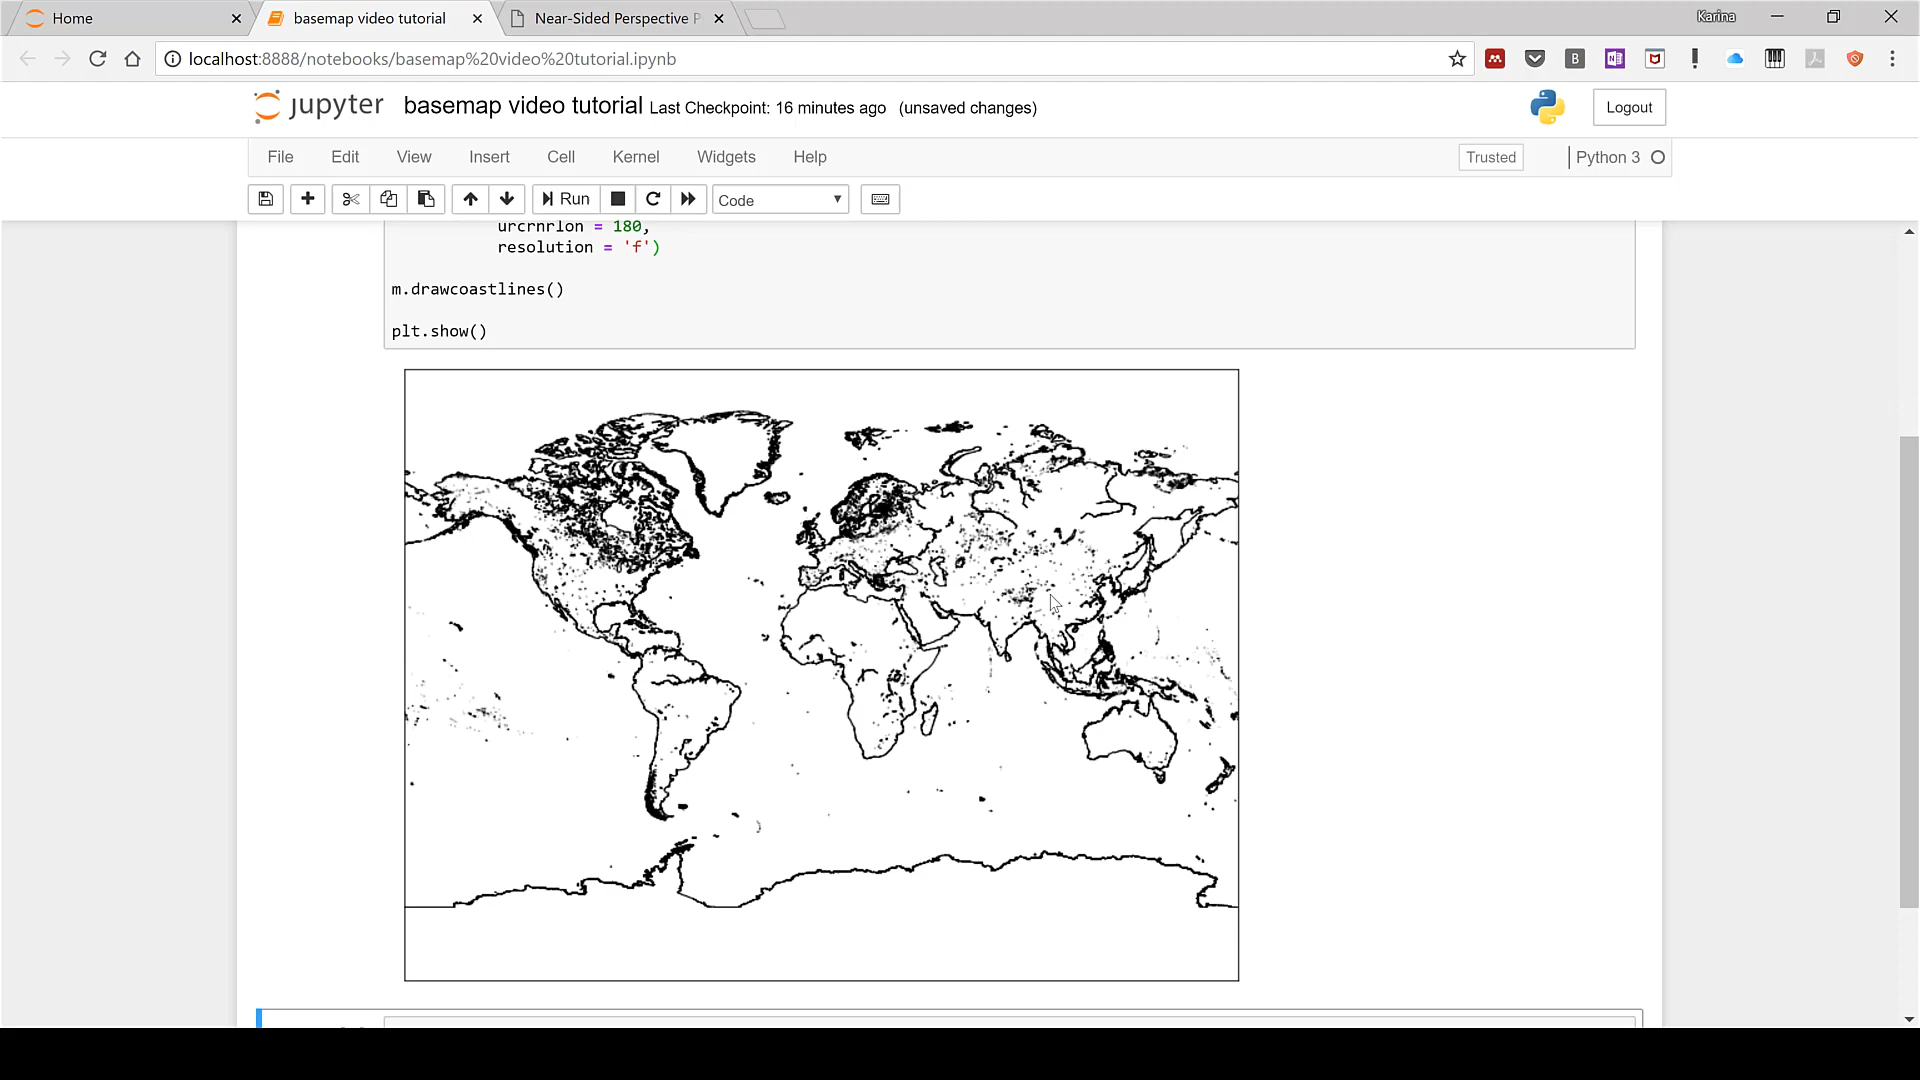 Home
basemap video tutorial
Near-Sided Perspective P
Karina
localhost:8888/notebooks/basemap%20video%20tutorial.ipynb
B
jupyter basemap video tutorial Last Checkpoint: 16 minutes ago (unsaved changes)
Logout
File Edit View Insert Cell Kernel Widgets Help Trusted Python 3
Run Code
urcrnrlon = 180,
resolution = 'f')
m.drawcoastlines()
plt.show()